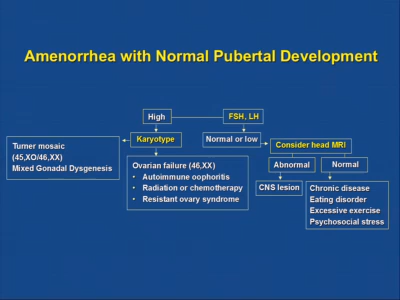 Amenorrhea with Normal Pubertal Development
High
FSH, LH
Karyotype
Normal or low
Consider head MRI
Turner mosaic
(45,XO/46,XX)
Mixed Gonadal Dysgenesis
Ovarian failure (46,XX)
• Autoimmune oophoritis
• Radiation or chemotherapy
• Resistant ovary syndrome
Abnormal
Normal
CNS lesion
Chronic disease
Eating disorder
Excessive exercise
Psychosocial stress